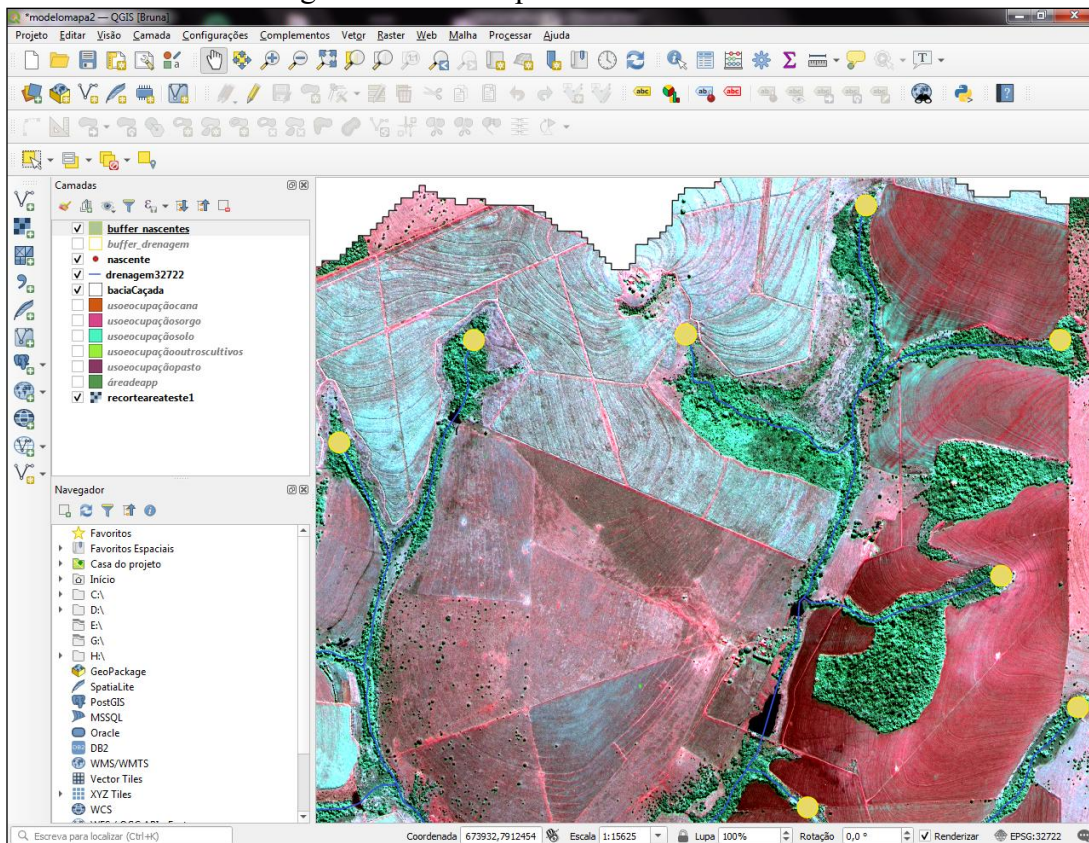 *modelomapa2 — QGIS [Bruna]
Projeto Editar Visão Camada Configurações Complementos Vetor Raster Web Malha Processar Ajuda
Camadas
buffer_nascentes
buffer_drenagem
nascente
drenagem32722
baciaCaçada
usoeocupaçãocana
usoeocupaçãosorgo
usoeocupaçãosolo
usoeocupaçãooutroscultivos
usoeocupaçãopasto
áreadeapp
recorteareateste1
Navegador
Favoritos
Favoritos Espaciais
Casa do projeto
Início
C:\
D:\
E:\
G:\
H:\
GeoPackage
SpatiaLite
PostGIS
MSSQL
Oracle
DB2
WMS/WMTS
Vector Tiles
XYZ Tiles
WCS
Escreva para localizar (Ctrl+K) Coordenada 673932,7912454 Escala 1:15625 Lupa 100% Rotação 0,0 ° Renderizar EPSG:32722